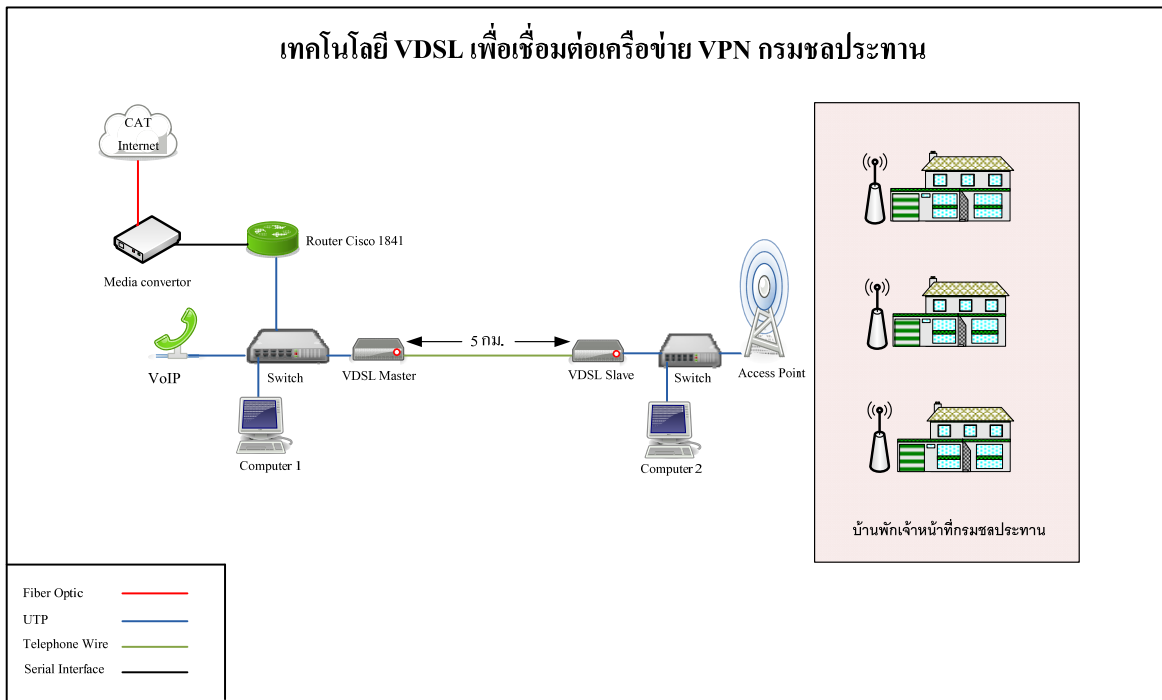 เทคโนโลยี VDSL เพื่อเชื่อมต่อเครือข่าย VPN กรมชลประทาน
CAT
Internet
Media convertor
Router Cisco 1841
VoIP
Switch
VDSL Master
5 กม.
VDSL Slave
Switch
Access Point
Computer 1
Computer 2
บ้านพักเจ้าหน้าที่กรมชลประทาน
Fiber Optic
UTP
Telephone Wire
Serial Interface